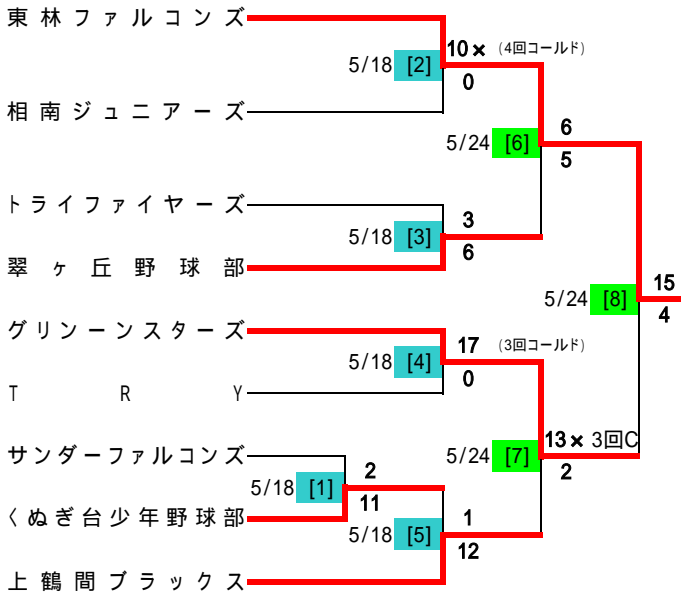 東林ファルコンズ
10× (4回コールド)
5/18 [2]
0
相南ジュニアーズ
6
5/24 [6]
5
トライファイヤーズ
3
5/18 [3]
6
翠ヶ丘野球部
15
5/24 [8]
4
グリンーンスターズ
17 (3回コールド)
5/18 [4]
0
TRY
13× 3回C
サンダーファルコンズ
5/24 [7]
2
2
5/18 [1]
11
くぬぎ台少年野球部
1
5/18 [5]
12
上鶴間ブラックス